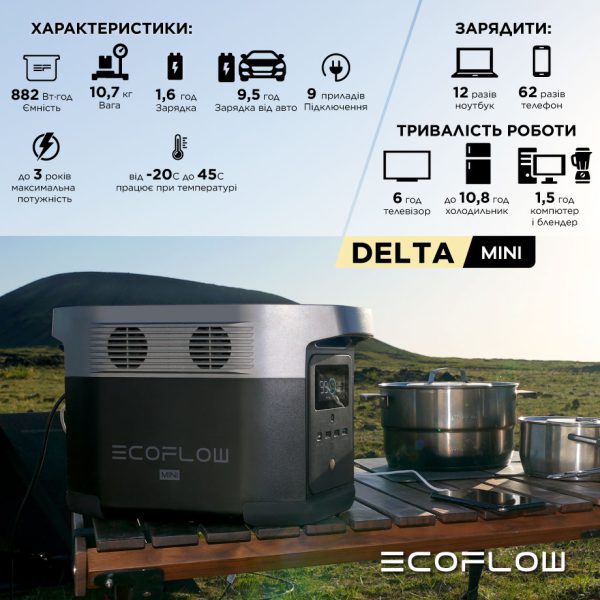 ХАРАКТЕРИСТИКИ:
882 Вт·год
Ємність
10,7 кг
Вага
1,6 год
Зарядка
9,5 год
Зарядка від авто
9 приладів
Підключення
до 3 років
максимальна
потужність
від -20С до 45С
працює при температурі
ЗАРЯДИТИ:
12 разів
ноутбук
62 разів
телефон
ТРИВАЛІСТЬ РОБОТИ
6 год
телевізор
до 10,8 год
холодильник
1,5 год
компютер
і блендер
DELTA MINI
ECOFLOW
MINI
ECOFLOW